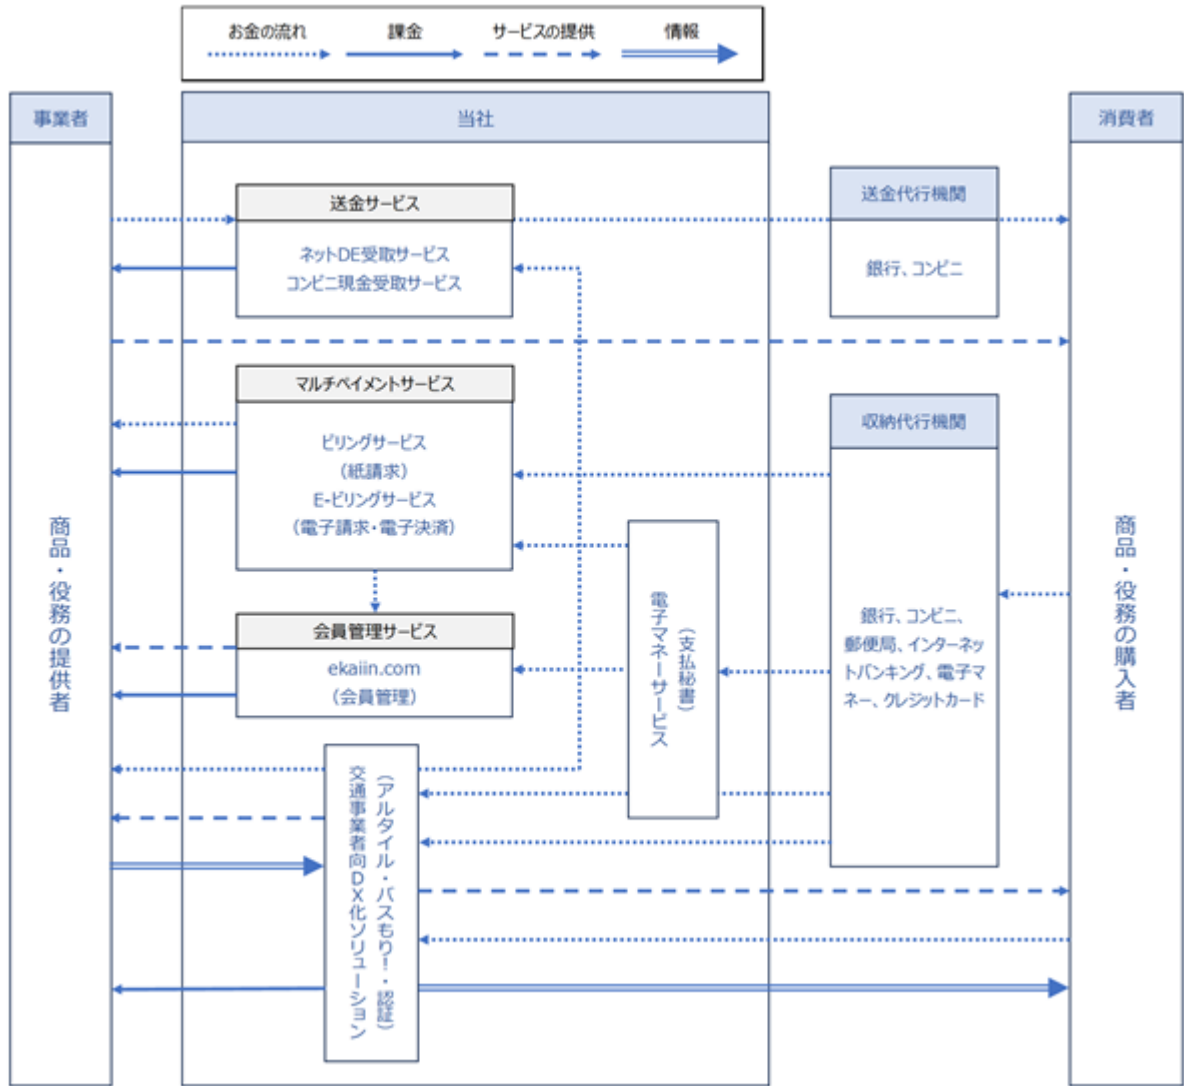 お金の流れ
課金
サービスの提供
情報
事業者
商品・役務の提供者
当社
送金サービス
ネットDE受取サービス
コンビニ現金受取サービス
マルチペイメントサービス
ビリングサービス
（紙請求）
E-ビリングサービス
（電子請求・電子決済）
会員管理サービス
ekaiin.com
（会員管理）
（支払秘書）
電子マネーサービス
（アルタイル・バスもり！・認証）
交通事業者向DX化ソリューション
送金代行機関
銀行、コンビニ
収納代行機関
銀行、コンビニ、
郵便局、インターネッ
トバンキング、電子マ
ネー、クレジットカード
消費者
商品・役務の購入者